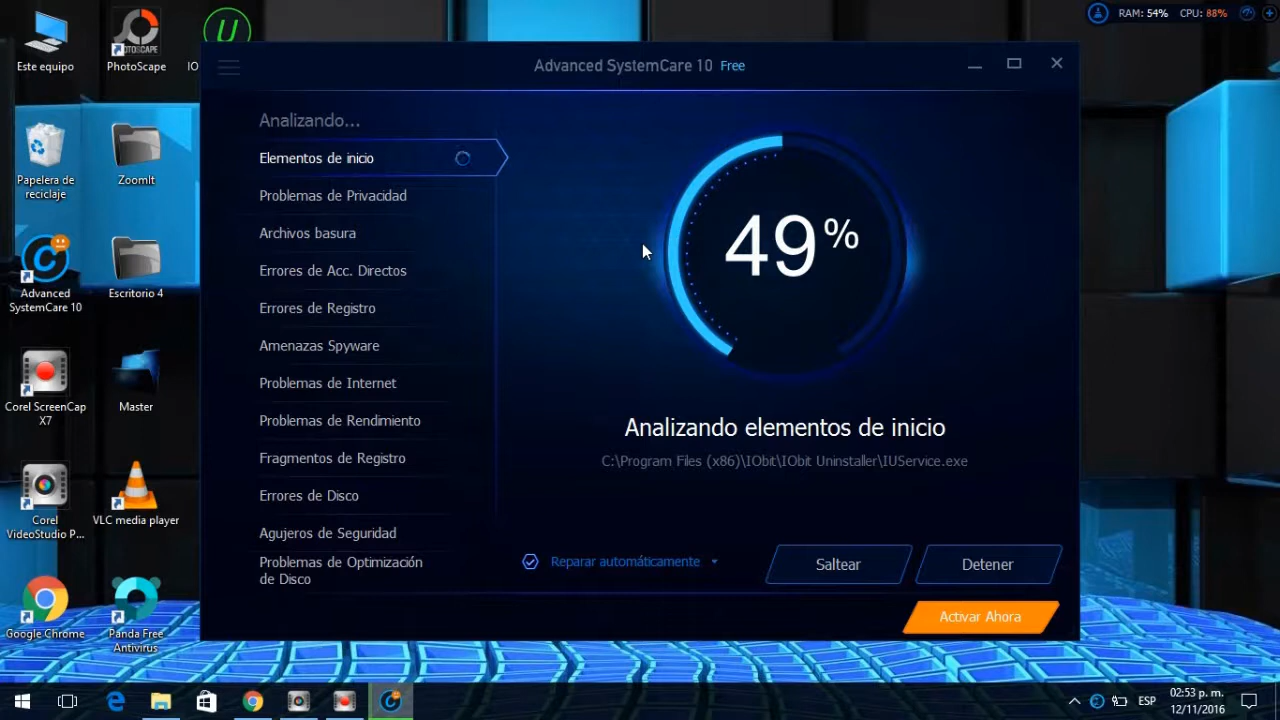 RAM: 54% CPU: 88%
Este equipo
PHOTOSCAPE
PhotoScape
IO
Papelera de
reciclaje
ZoomIt
Advanced
SystemCare 10
Escritorio 4
Corel ScreenCap
X7
Master
Corel
VideoStudio P...
VLC media player
Google Chrome
Panda Free
Antivirus
Advanced SystemCare 10 Free
Analizando...
Elementos de inicio
Problemas de Privacidad
Archivos basura
Errores de Acc. Directos
Errores de Registro
Amenazas Spyware
Problemas de Internet
Problemas de Rendimiento
Fragmentos de Registro
Errores de Disco
Agujeros de Seguridad
Problemas de Optimización
de Disco
49%
Analizando elementos de inicio
C:\Program Files (x86)\IObit\IObit Uninstaller\IUService.exe
Reparar automáticamente
Saltear
Detener
Activar Ahora
ESP
02:53 p. m.
12/11/2016